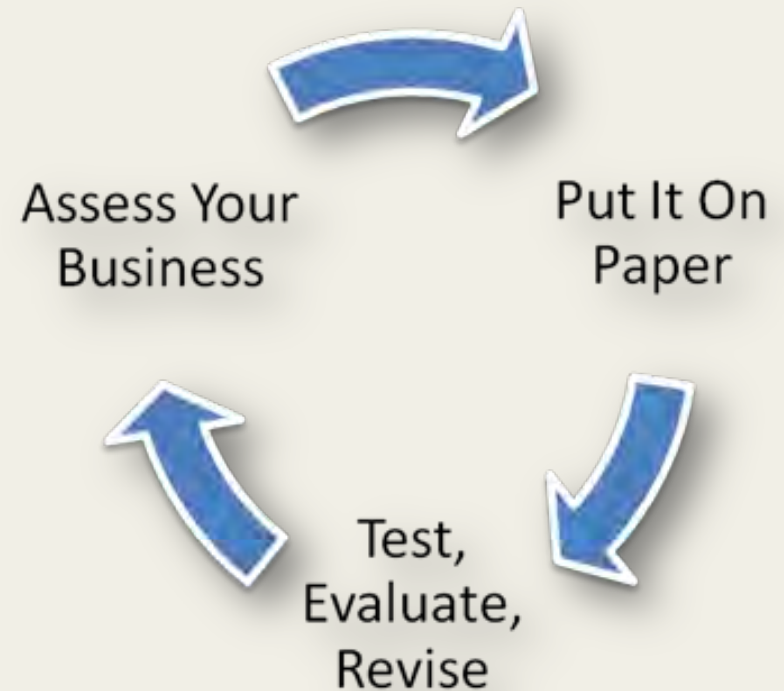 Assess Your
Business
Put It On
Paper
Test,
Evaluate,
Revise